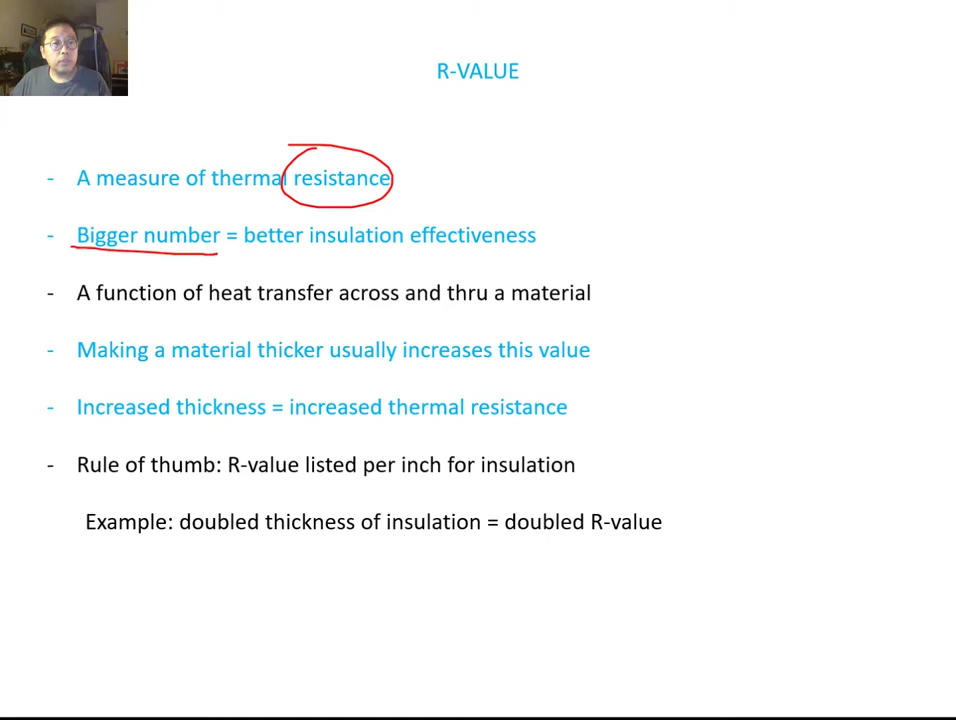 R-VALUE
- A measure of thermal resistance
- Bigger number = better insulation effectiveness
- A function of heat transfer across and thru a material
- Making a material thicker usually increases this value
- Increased thickness = increased thermal resistance
- Rule of thumb: R-value listed per inch for insulation
Example: doubled thickness of insulation = doubled R-value